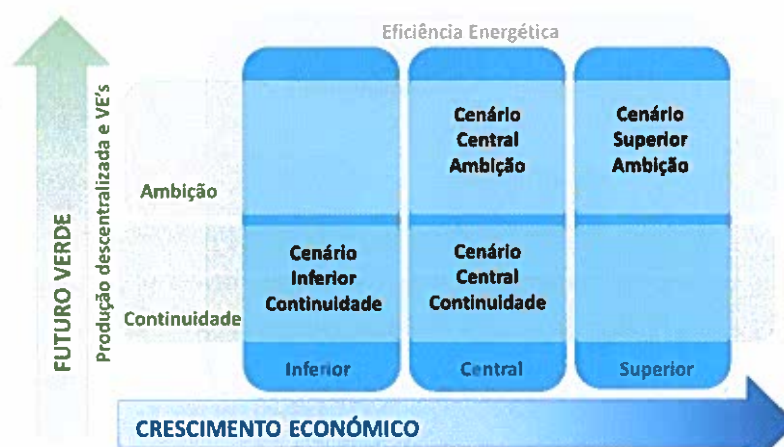 Eficiência Energética
FUTURO VERDE
Produção descentralizada e VE's
Ambição
Cenário
Central
Ambição
Cenário
Superior
Ambição
Continuidade
Cenário
Inferior
Continuidade
Cenário
Central
Continuidade
Inferior
Central
Superior
CRESCIMENTO ECONÓMICO